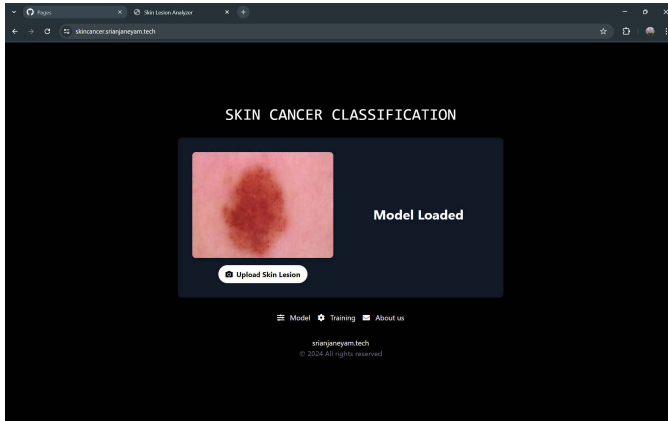 Pages
Skin Lesion Analyzer
skincancer.srianjaneyam.tech
SKIN CANCER CLASSIFICATION
Model Loaded
Upload Skin Lesion
Model Training About us
srianjaneyam.tech
© 2024 All rights reserved